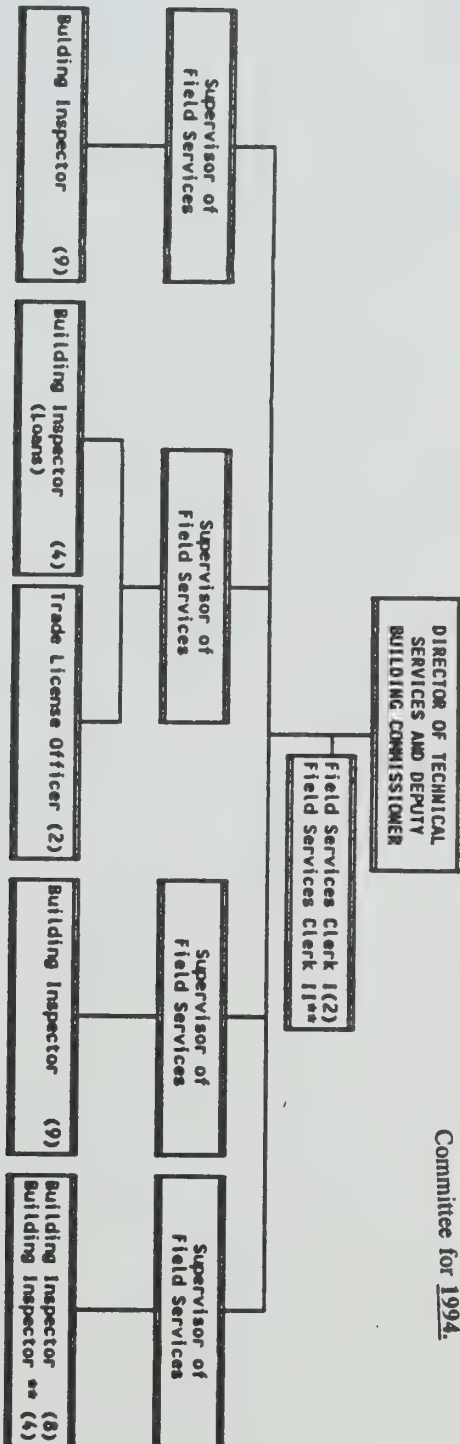 Committee for 1994.
DIRECTOR OF TECHNICAL
SERVICES AND DEPUTY
BUILDING COMMISSIONER
Field Services Clerk I(2)
Field Services Clerk II**
Supervisor of
Field Services
Supervisor of
Field Services
Supervisor of
Field Services
Supervisor of
Field Services
Bulding Inspector (9)
Building Inspector (4)
(Loans)
Trade License Officer (2)
Building Inspector (9)
Building Inspector (8)
Building Inspector ** (4)